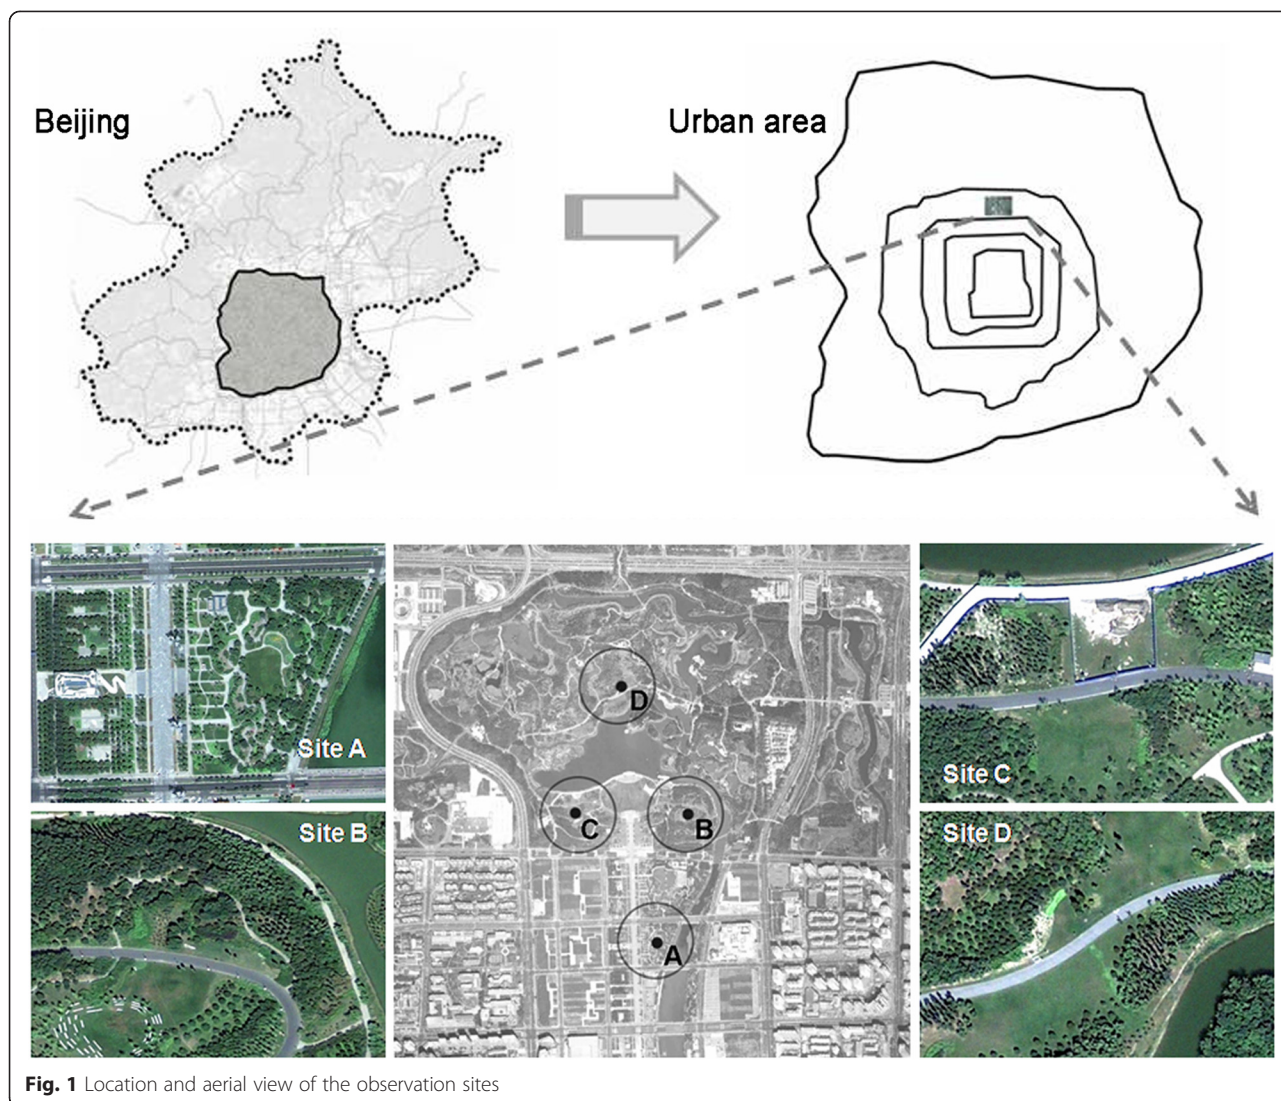 Beijing
Urban area
Site A
Site B
D
C
B
A
Site C
Site D
Fig. 1 Location and aerial view of the observation sites